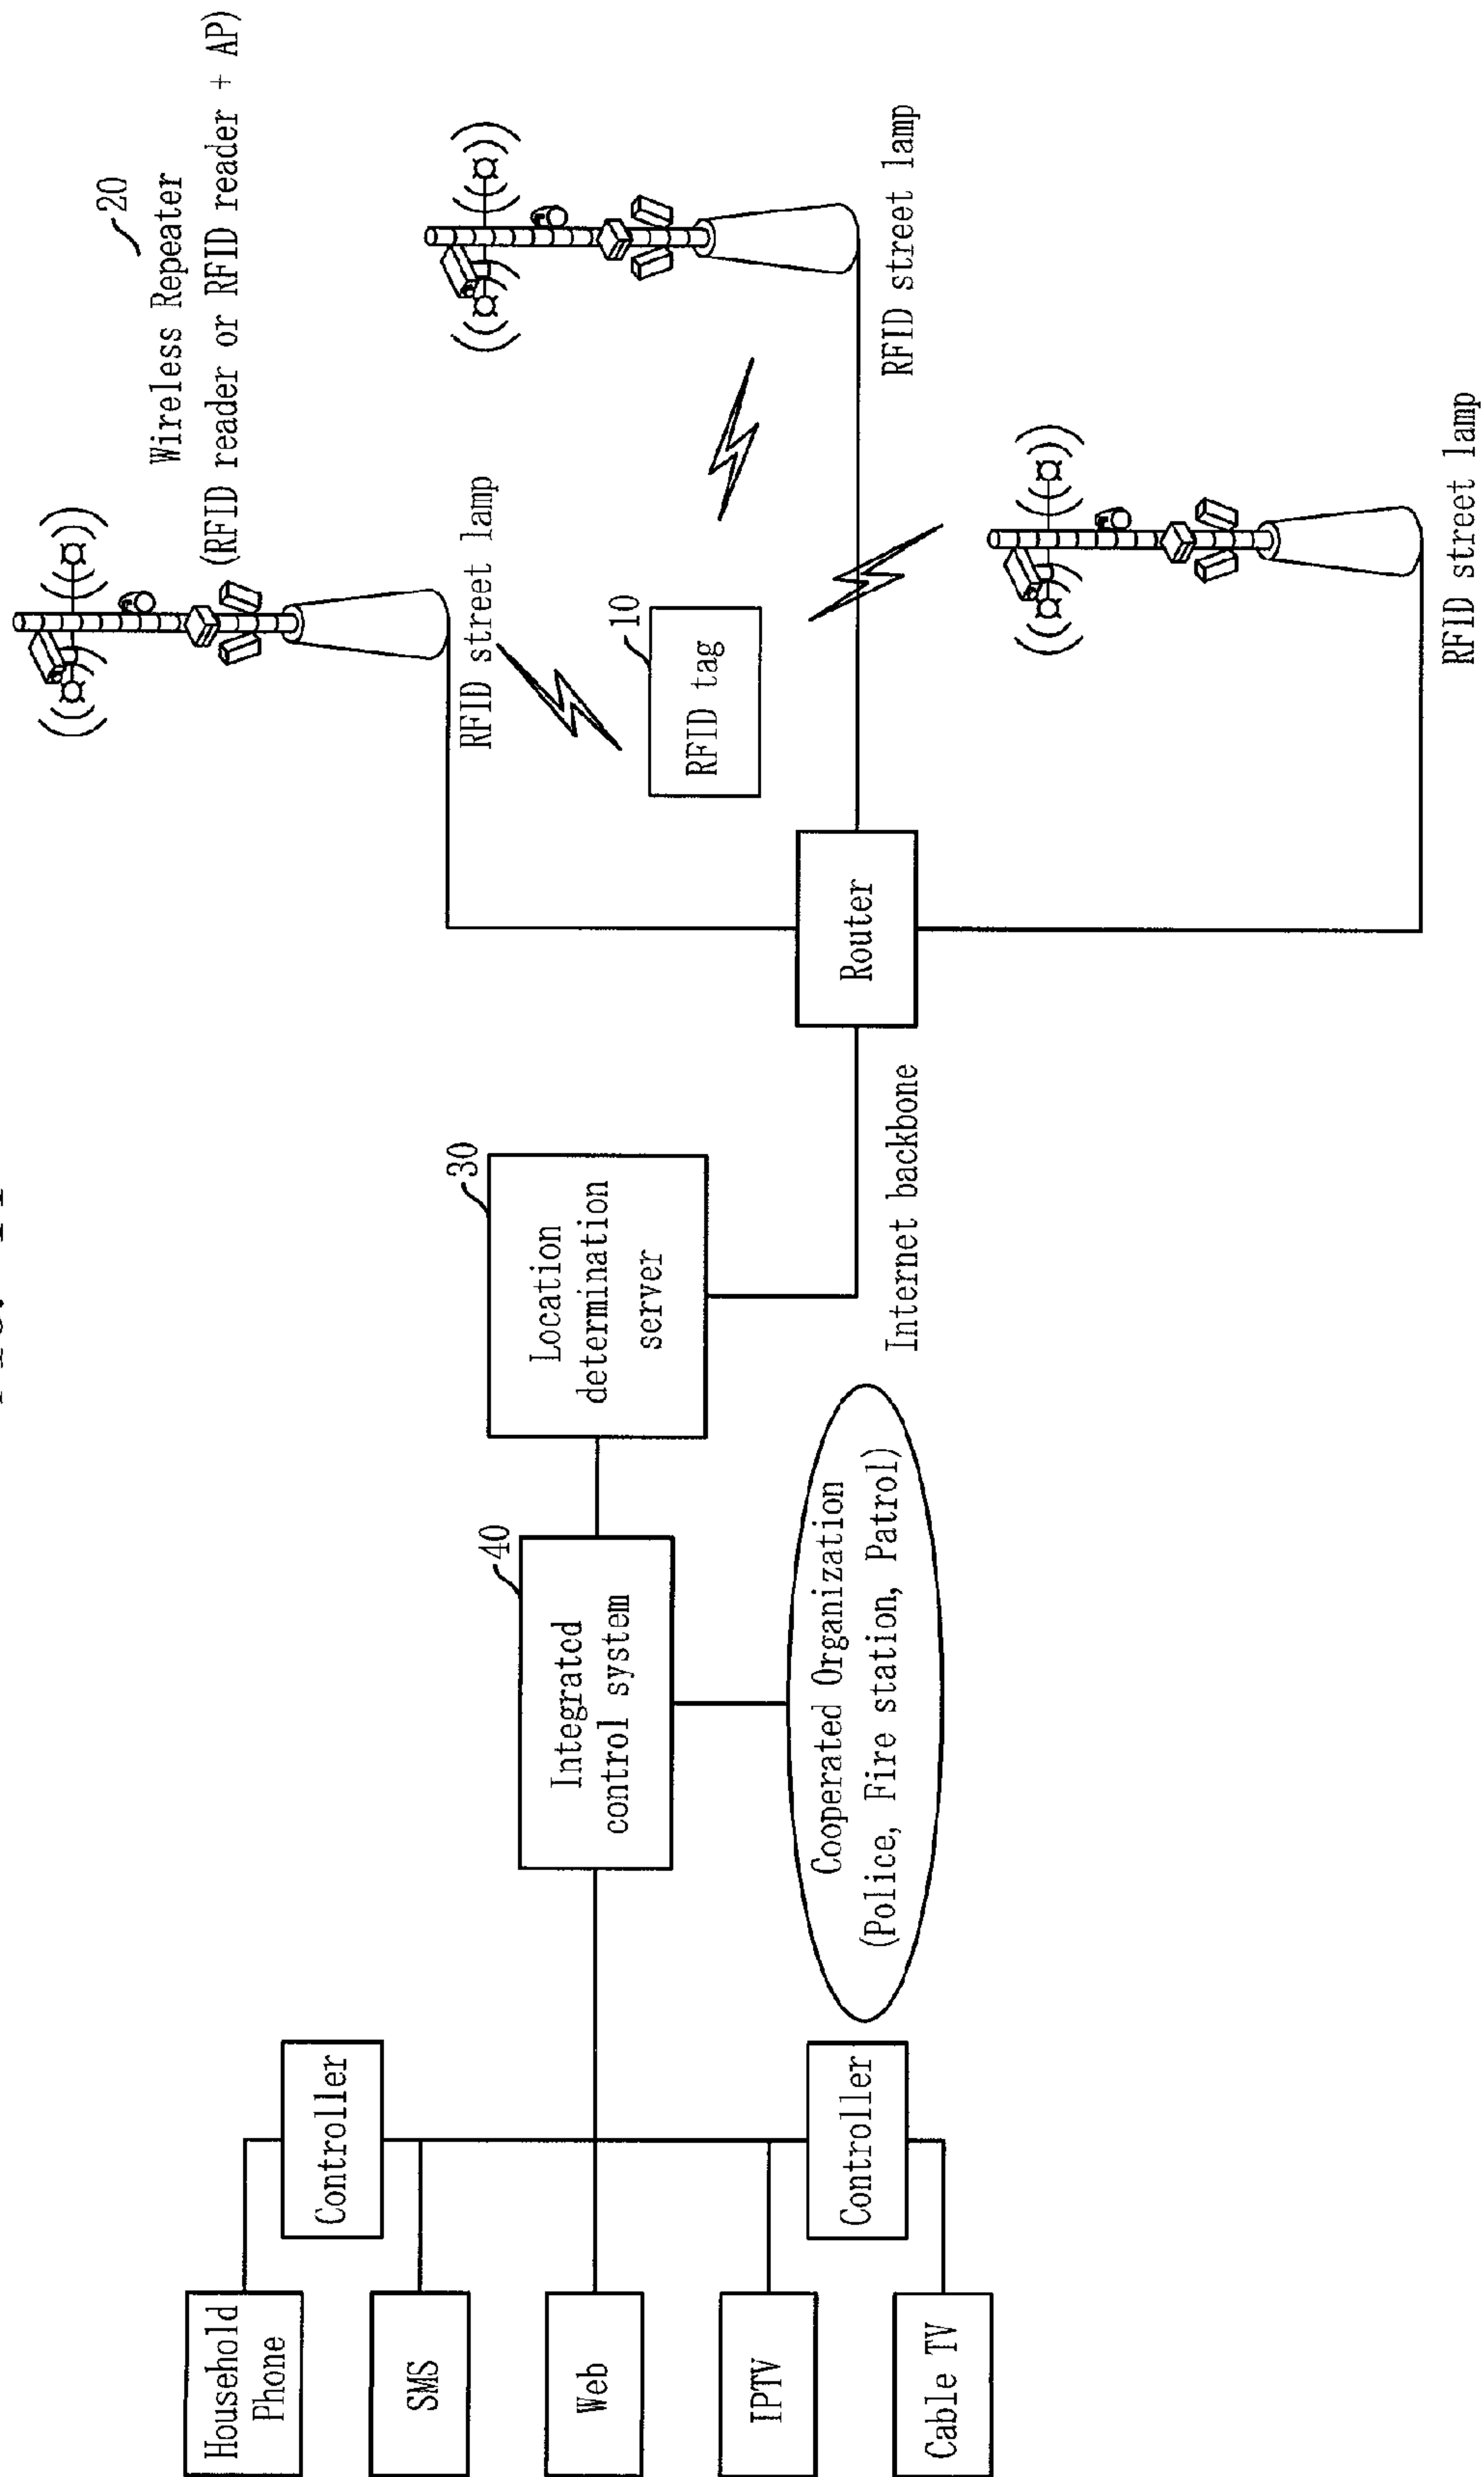 20
Wireless Repeater
(RFID reader or RFID reader + AP)
RFID street lamp
RFID street lamp
RFID street lamp
10
RFID tag
Router
Internet backbone
30
Location
determination
server
40
Integrated
control system
Cooperated Organization
(Police, Fire station, Patrol)
Controller
Controller
Household
Phone
SMS
Web
IPTV
Cable TV